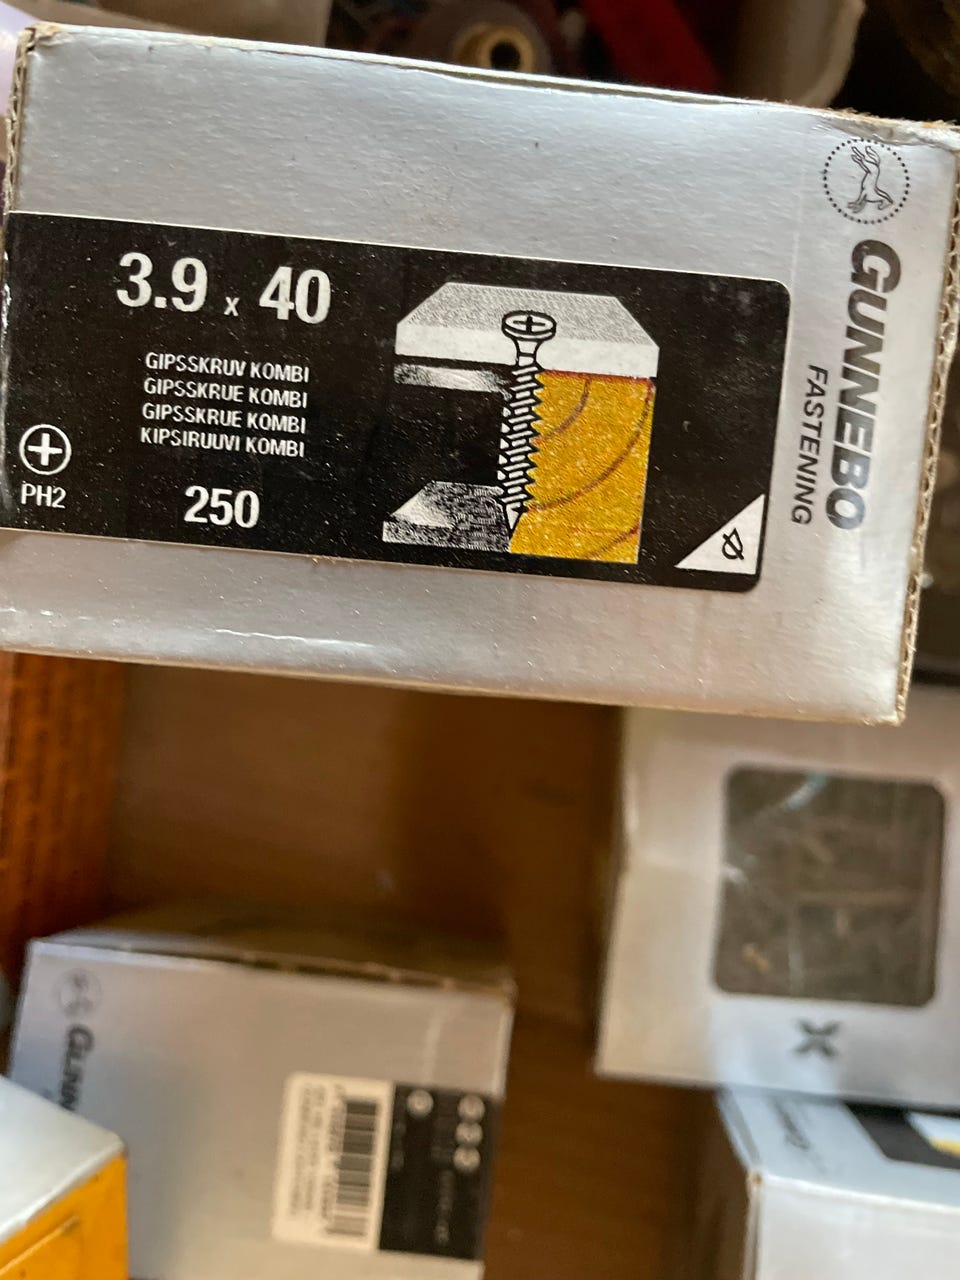 3.9 x 40
GIPSSKRUV KOMBI
GIPSSKRUE KOMBI
GIPSSKRUE KOMBI
KIPSIRUUVI KOMBI
PH2
250
GUNNEBO
FASTENING